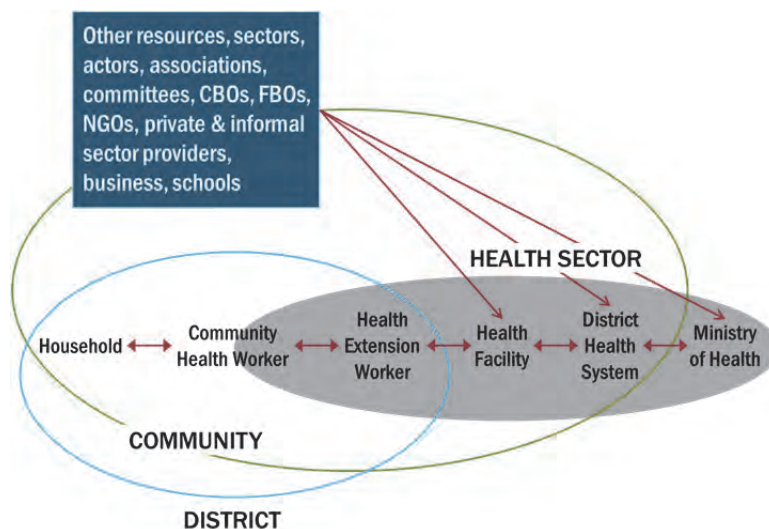 Other resources, sectors,
actors, associations,
committees, CBOs, FBOs,
NGOs, private & informal
sector providers,
business, schools
HEALTH SECTOR
Household
Community
Health Worker
Health
Extension
Worker
Health
Facility
District
Health
System
Ministry
of Health
COMMUNITY
DISTRICT